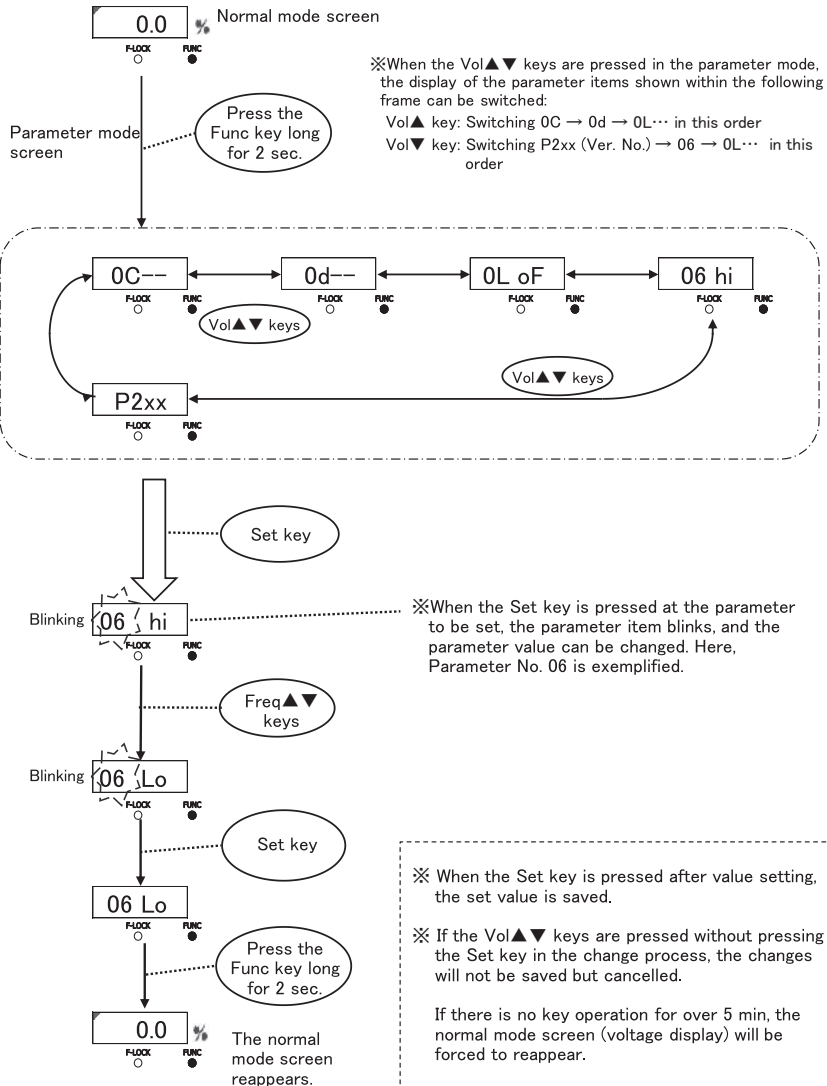 0.0 % Normal mode screen
F-LOCK FUNC
※When the Vol▲▼ keys are pressed in the parameter mode,
the display of the parameter items shown within the following
frame can be switched:
Vol▲ key: Switching 0C → 0d → 0L··· in this order
Vol▼ key: Switching P2xx (Ver. No.) → 06 → 0L··· in this
order
Parameter mode
screen
Press the
Func key long
for 2 sec.
0C-- 0d-- 0L oF 06 hi
F-LOCK FUNC F-LOCK FUNC F-LOCK FUNC F-LOCK FUNC
Vol▲▼ keys
Vol▲▼ keys
P2xx
F-LOCK FUNC
Set key
Blinking 06 hi
F-LOCK FUNC
※When the Set key is pressed at the parameter
to be set, the parameter item blinks, and the
parameter value can be changed. Here,
Parameter No. 06 is exemplified.
Freq▲▼
keys
Blinking 06 Lo
F-LOCK FUNC
Set key
06 Lo
F-LOCK FUNC
Press the
Func key long
for 2 sec.
0.0 %
F-LOCK FUNC
The normal
mode screen
reappears.
※ When the Set key is pressed after value setting,
the set value is saved.
※ If the Vol▲▼ keys are pressed without pressing
the Set key in the change process, the changes
will not be saved but cancelled.
If there is no key operation for over 5 min, the
normal mode screen (voltage display) will be
forced to reappear.